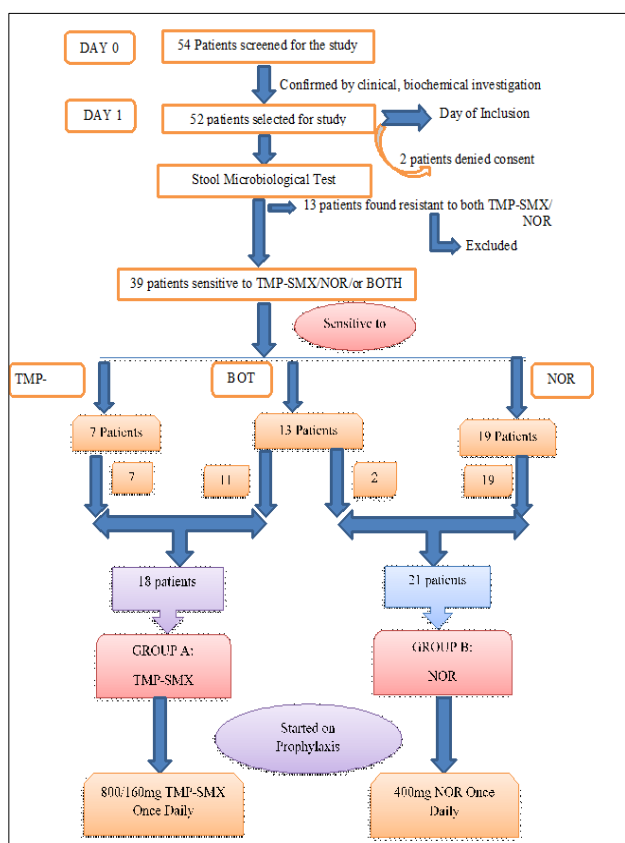 DAY 0
54 Patients screened for the study
Confirmed by clinical, biochemical investigation
DAY 1
52 patients selected for study
Day of Inclusion
2 patients denied consent
Stool Microbiological Test
13 patients found resistant to both TMP-SMX/
NOR
Excluded
39 patients sensitive to TMP-SMX/NOR/or BOTH
Sensitive to
TMP-
BOT
NOR
7 Patients
13 Patients
19 Patients
7
11
2
19
18 patients
21 patients
GROUP A:
TMP-SMX
GROUP B:
NOR
Started on
Prophylaxis
800/160mg TMP-SMX
Once Daily
400mg NOR Once
Daily